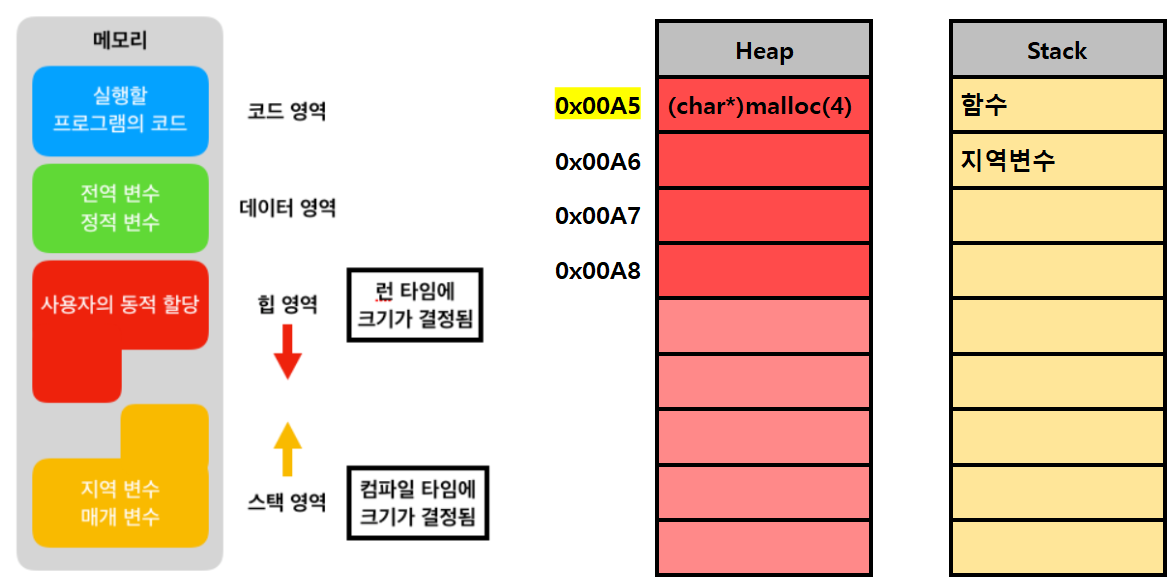 메모리
실행할
프로그램의 코드
코드 영역
전역 변수
정적 변수
데이터 영역
사용자의 동적 할당
힙 영역
런 타임에
크기가 결정됨
지역 변수
매개 변수
스택 영역
컴파일 타임에
크기가 결정됨
Heap
0x00A5
(char*)malloc(4)
0x00A6
0x00A7
0x00A8
Stack
함수
지역변수